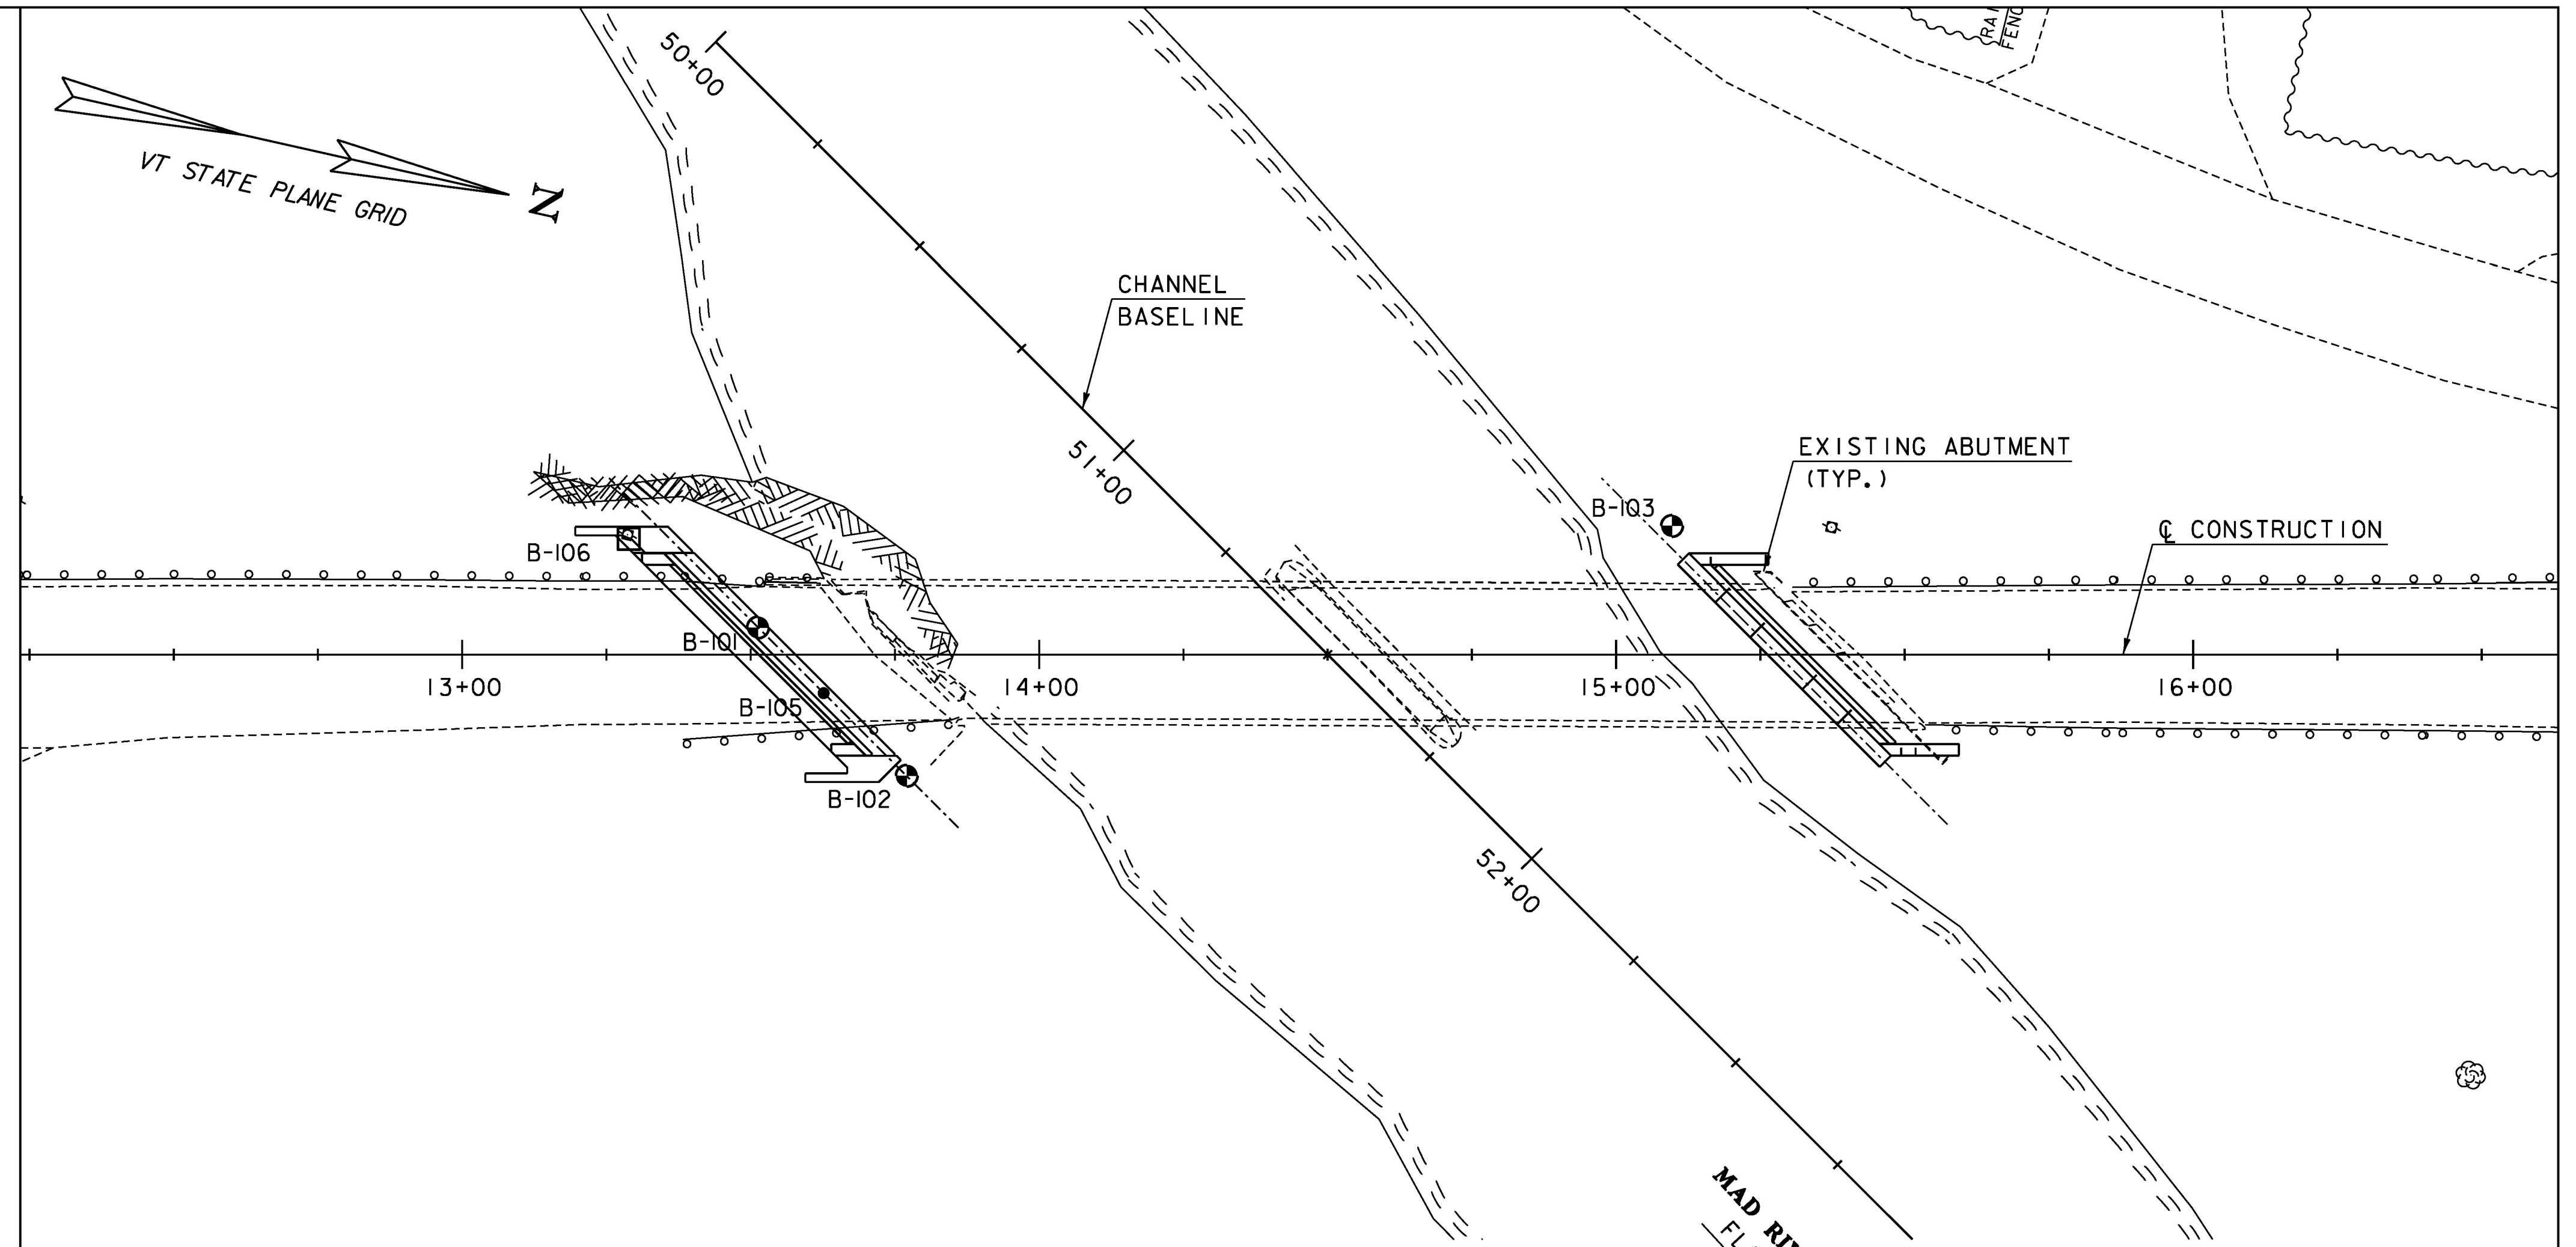 50+00
VT STATE PLANE GRID
N
CHANNEL
BASELINE
51+00
EXISTING ABUTMENT
(TYP.)
B-103
℄ CONSTRUCTION
B-106
B-101
13+00
14+00
15+00
16+00
B-105
B-102
52+00
MAD